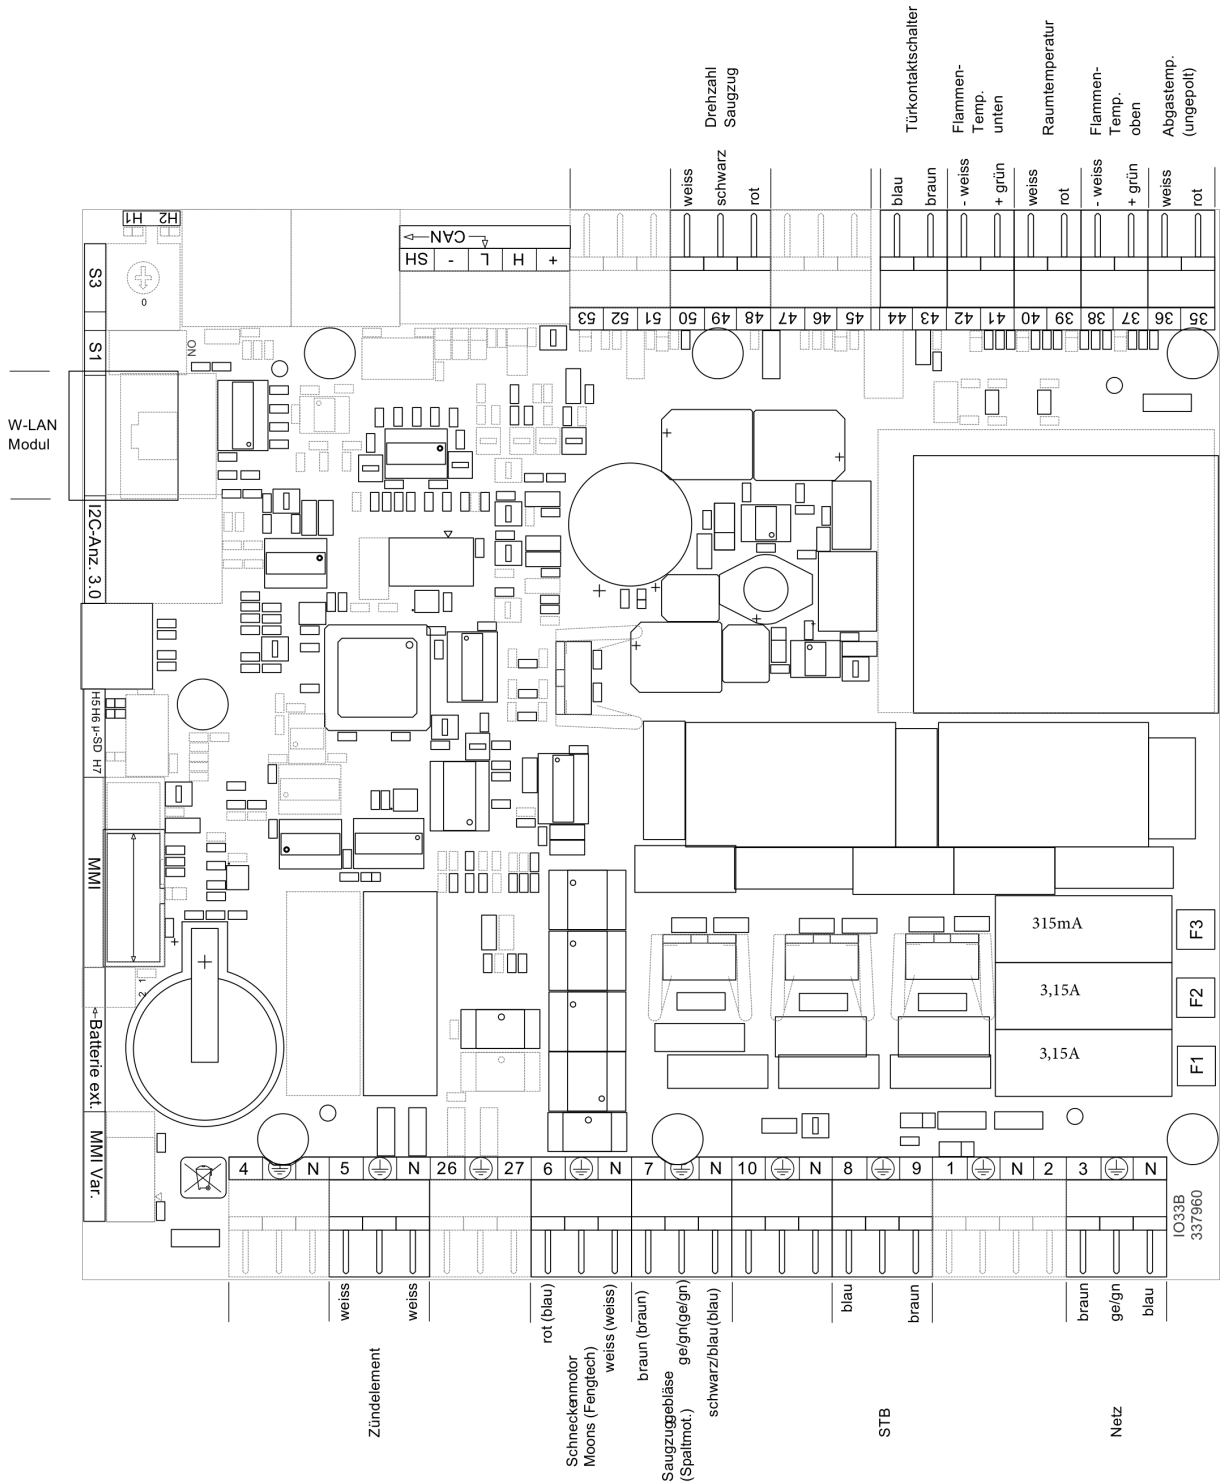 Drehzahl
Saugzug
Türkontaktschalter
Flammen-
Temp.
unten
Raumtemperatur
Flammen-
Temp.
oben
Abgastemp.
(ungepolt)
weiss
schwarz
rot
blau
braun
- weiss
+ grün
weiss
rot
- weiss
+ grün
weiss
rot
H1
H2
CAN
SH
-
L
H
+
53
52
51
50
49
48
47
46
45
44
43
42
41
40
39
38
37
36
35
S3
0
S1
ON
W-LAN
Modul
I2C-Anz. 3.0
H5 H6 µ-SD H7
MMI
2 1
Batterie ext.
MMI Var.
315mA
F3
3,15A
F2
3,15A
F1
4
N
5
N
26
27
6
N
7
N
10
N
8
9
1
N
2
3
N
IO33B
337960
weiss
weiss
rot (blau)
weiss (weiss)
braun (braun)
ge/gn(ge/gn)
schwarz/blau(blau)
blau
braun
braun
ge/gn
blau
Zündelement
Schneckenmotor
Moons (Fengtech)
Saugzuggebläse
(Spaltmot.)
STB
Netz